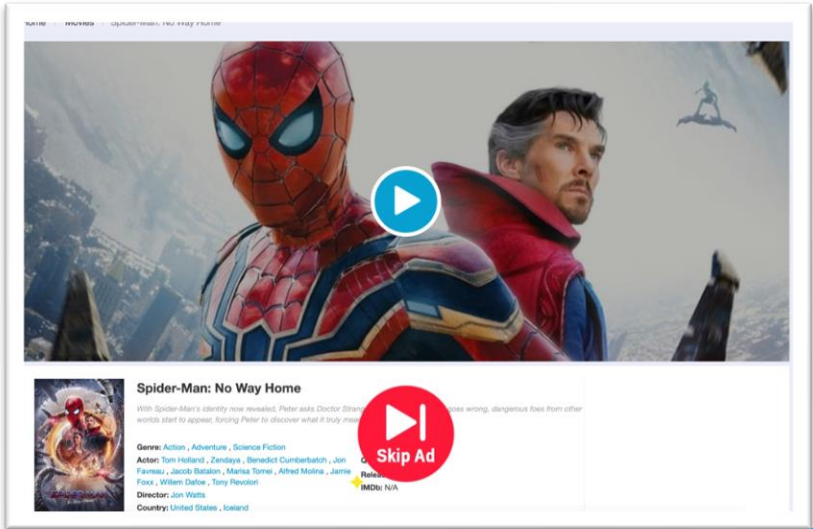 Home Movies Spider-Man: No Way Home
Spider-Man: No Way Home
With Spider-Man's identity now revealed, Peter asks Doctor goes wrong, dangerous foes from other
worlds start to appear, forcing Peter to discover what it truly
Skip Ad
Genre: Action , Adventure , Science Fiction
Actor: Tom Holland , Zendaya , Benedict Cumberbatch , Jon
Favreau , Jacob Batalon , Marisa Tomei , Alfred Molina , Jamie
Foxx , Willem Dafoe , Tony Revolori
IMDb: N/A
Director: Jon Watts
Country: United States , Iceland